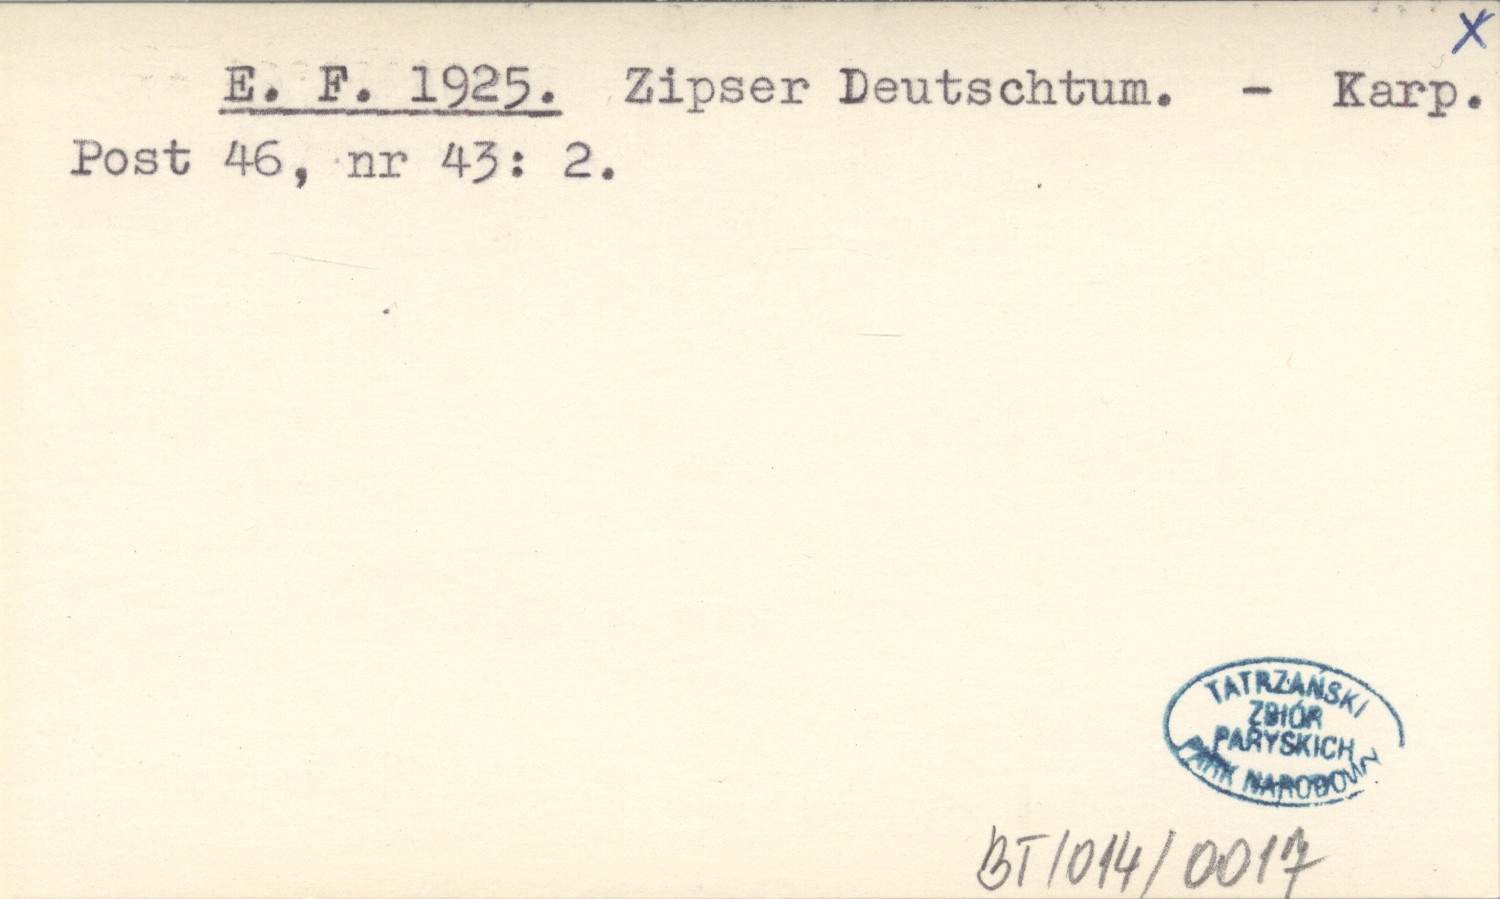 X
E. F. 1925. Zipser Deutschtum. - Karp.
Post 46, nr 43: 2.
TATRZAŃSKI
ZBIÓR
PARYSKICH
PARK NARODOWY
BT/014/0017